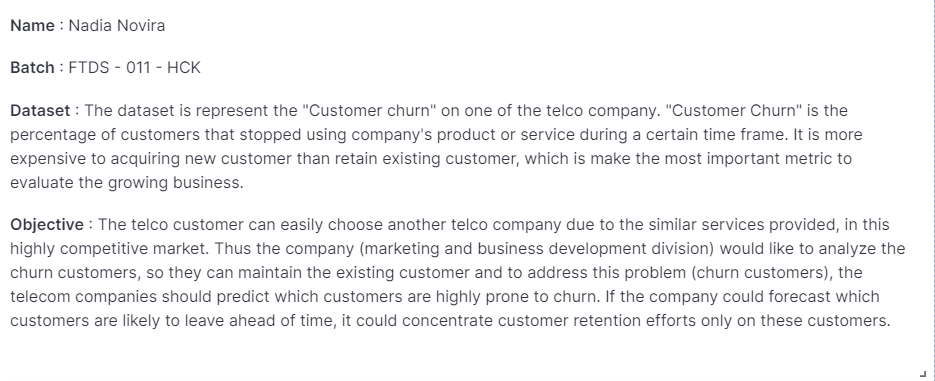 Name : Nadia Novira
Batch : FTDS - 011 - HCK
Dataset : The dataset is represent the "Customer churn" on one of the telco company. "Customer Churn" is the
percentage of customers that stopped using company's product or service during a certain time frame. It is more
expensive to acquiring new customer than retain existing customer, which is make the most important metric to
evaluate the growing business.
Objective : The telco customer can easily choose another telco company due to the similar services provided, in this
highly competitive market. Thus the company (marketing and business development division) would like to analyze the
churn customers, so they can maintain the existing customer and to address this problem (churn customers), the
telecom companies should predict which customers are highly prone to churn. If the company could forecast which
customers are likely to leave ahead of time, it could concentrate customer retention efforts only on these customers.